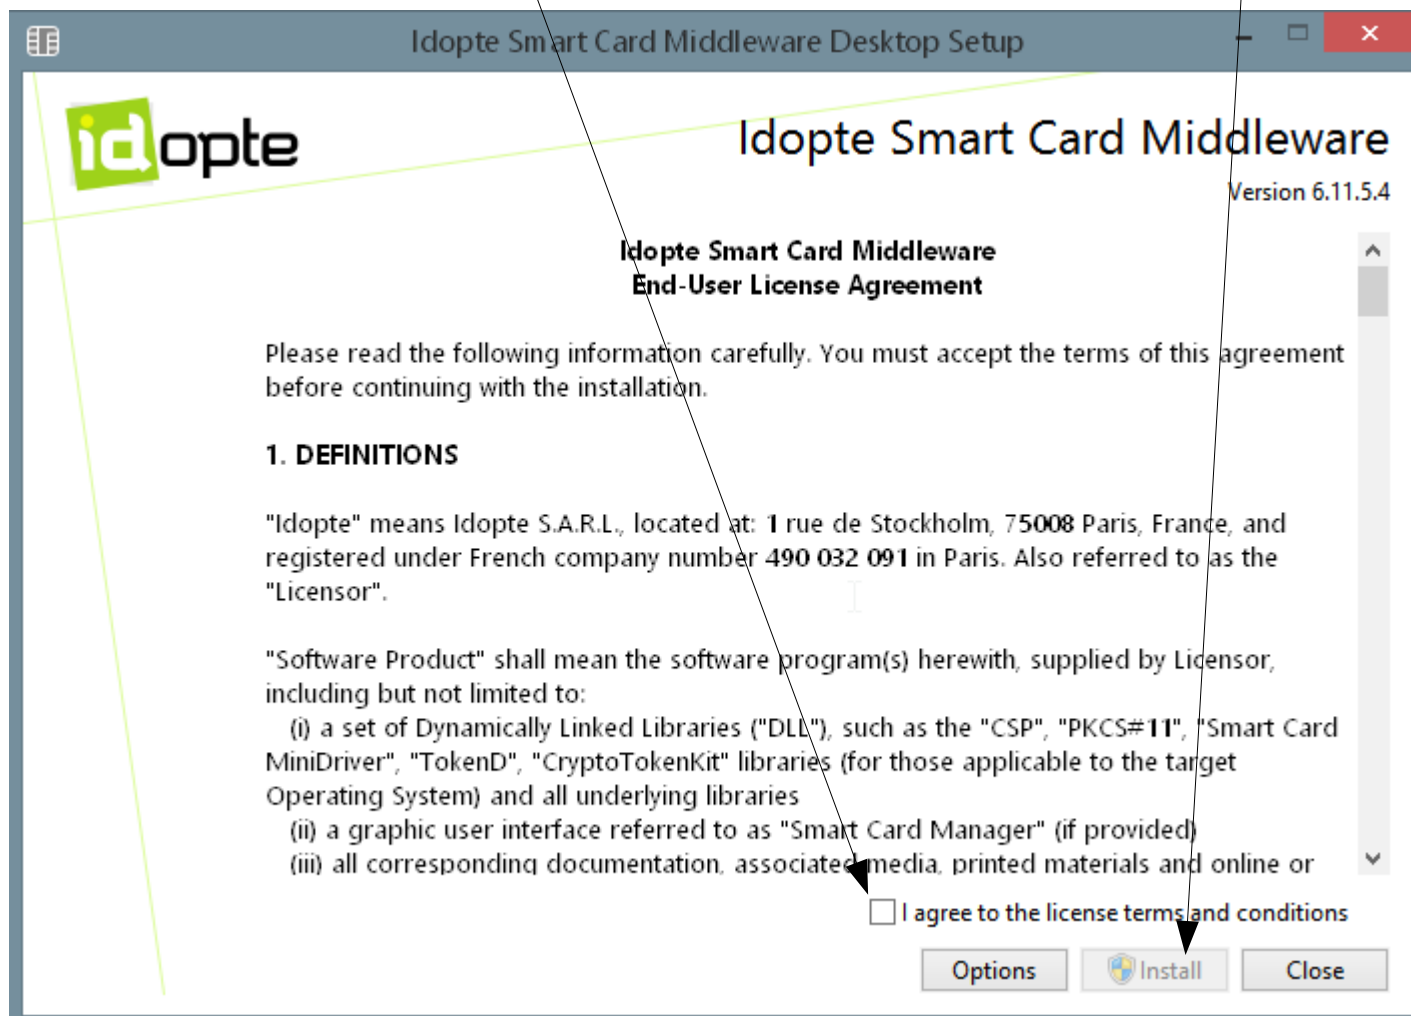 Idopte Smart Card Middleware Desktop Setup
idopte
Idopte Smart Card Middleware
Version 6.11.5.4
Idopte Smart Card Middleware
End-User License Agreement
Please read the following information carefully. You must accept the terms of this agreement
before continuing with the installation.
1. DEFINITIONS
"Idopte" means Idopte S.A.R.L., located at: 1 rue de Stockholm, 75008 Paris, France, and
registered under French company number 490 032 091 in Paris. Also referred to as the
"Licensor".
"Software Product" shall mean the software program(s) herewith, supplied by Licensor,
including but not limited to:
(i) a set of Dynamically Linked Libraries ("DLL"), such as the "CSP", "PKCS#11", "Smart Card
MiniDriver", "TokenD", "CryptoTokenKit" libraries (for those applicable to the target
Operating System) and all underlying libraries
(ii) a graphic user interface referred to as "Smart Card Manager" (if provided)
(iii) all corresponding documentation, associated media, printed materials and online or
I agree to the license terms and conditions
Options
Install
Close